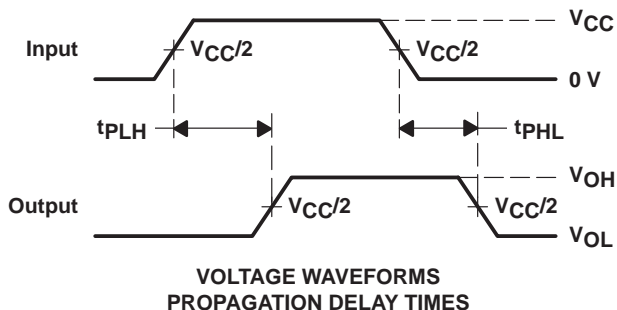 VCC
Input VCC/2 VCC/2
0 V
tPLH tPHL
VOH
Output VCC/2 VCC/2
VOL
VOLTAGE WAVEFORMS
PROPAGATION DELAY TIMES